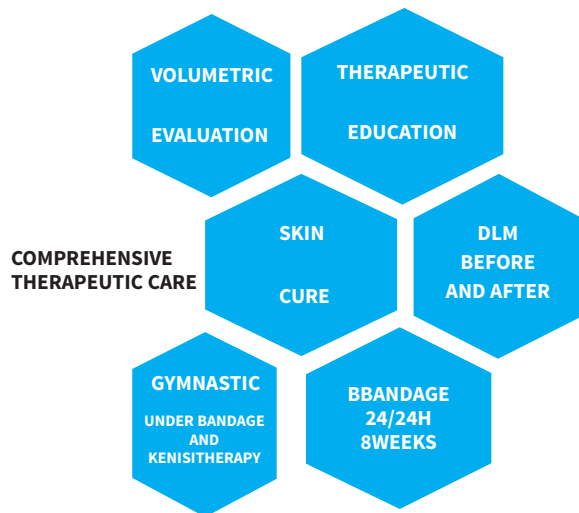 VOLUMETRIC
EVALUATION
THERAPEUTIC
EDUCATION
COMPREHENSIVE
THERAPEUTIC CARE
SKIN
CURE
DLM
BEFORE
AND AFTER
GYMNASTIC
UNDER BANDAGE
AND
KENISITHERAPY
BBANDAGE
24/24H
8WEEKS